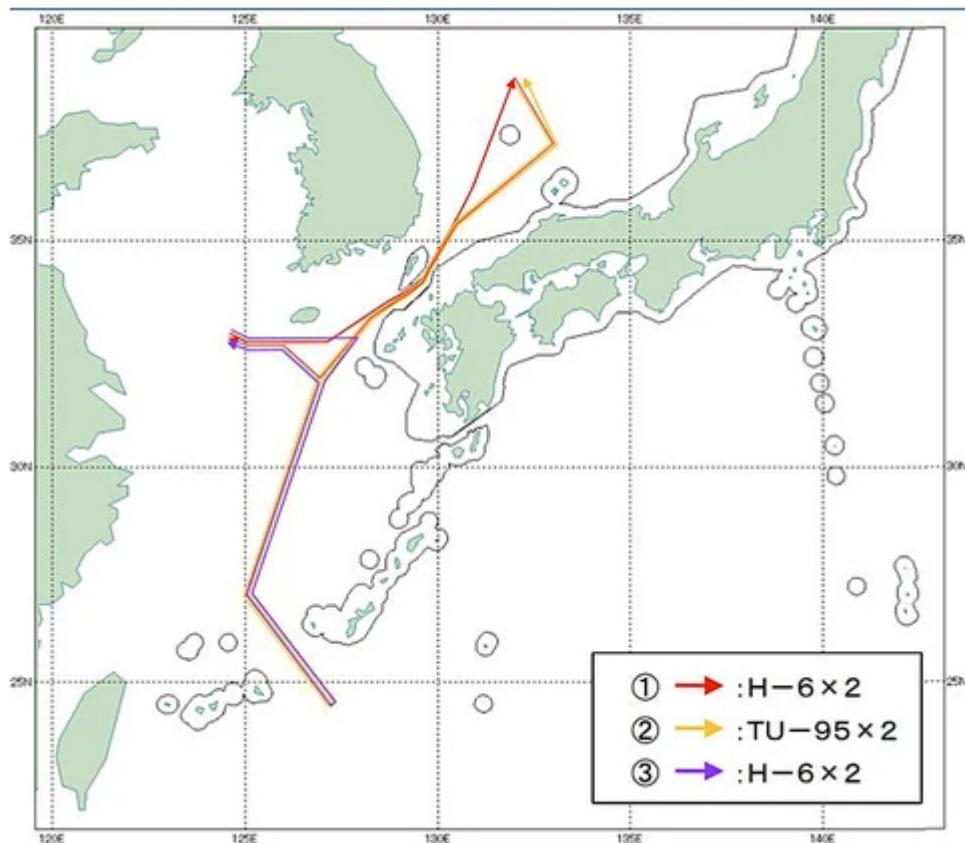 120E 125E 130E 135E 140E
35N 35N
30N 30N
25N 25N
① :H-6×2
② :TU-95×2
③ :H-6×2
120E 125E 130E 135E 140E